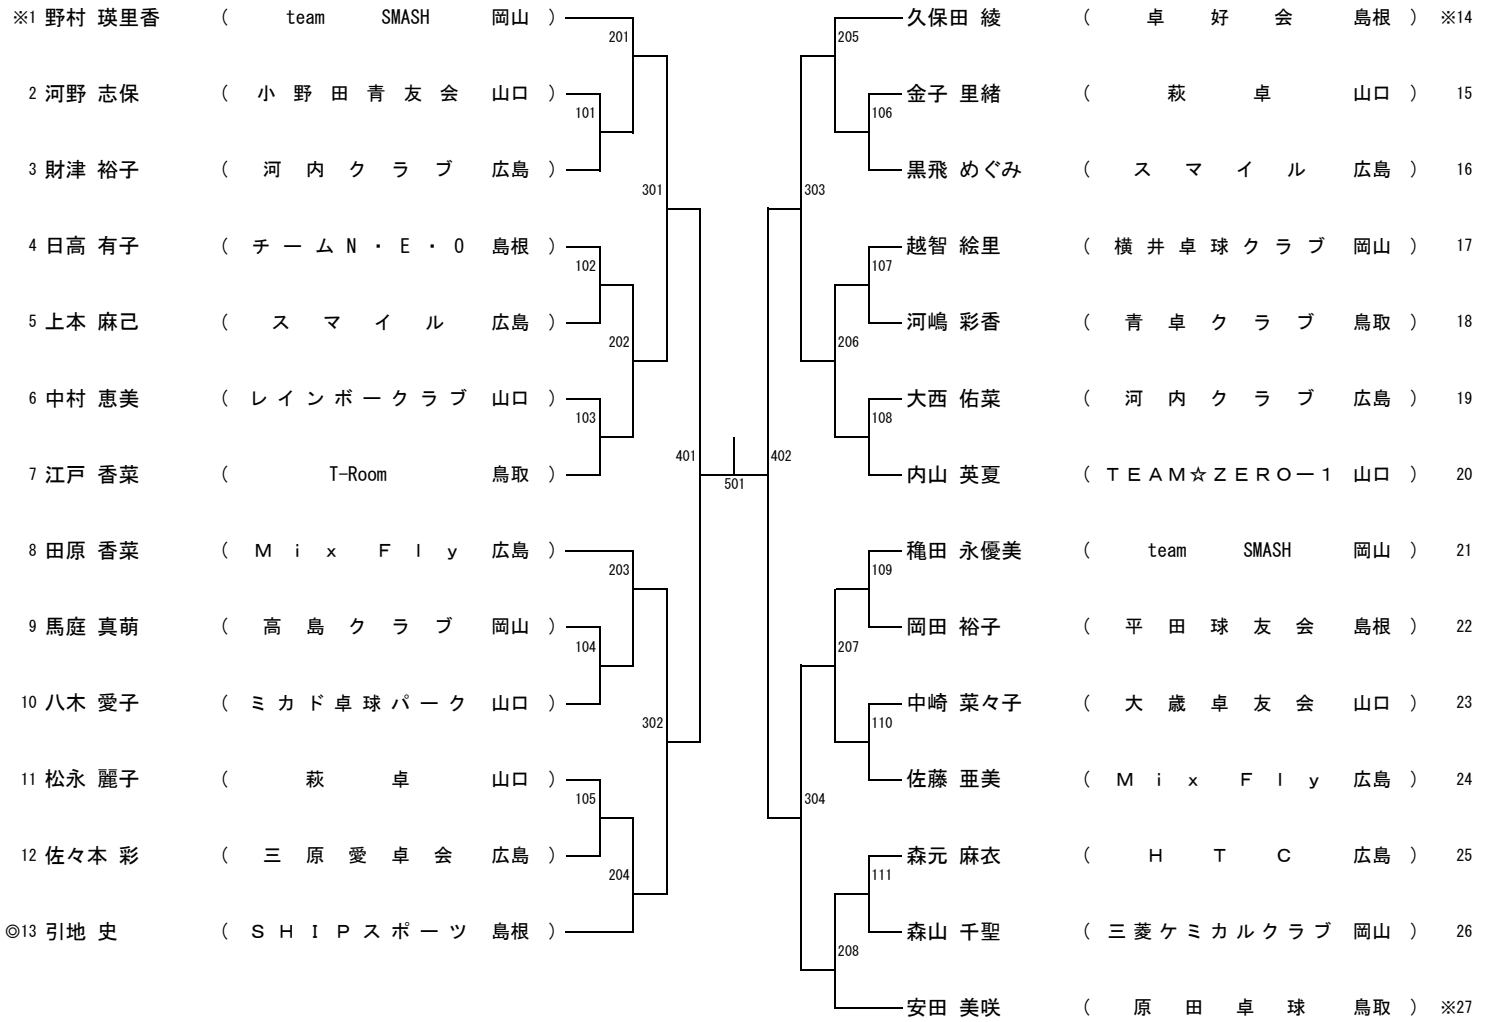 ※1 野村 瑛里香 ( team SMASH 岡山 )
201
2 河野 志保 ( 小野田青友会 山口 )
101
3 財津 裕子 ( 河内クラブ 広島 )
301
4 日高 有子 ( チームN・E・O 島根 )
102
5 上本 麻己 ( スマイル 広島 )
202
6 中村 恵美 ( レインボークラブ 山口 )
103
7 江戸 香菜 ( T-Room 鳥取 )
401
8 田原 香菜 ( Mix Fly 広島 )
203
9 馬庭 真萌 ( 高島クラブ 岡山 )
104
10 八木 愛子 ( ミカド卓球パーク 山口 )
302
11 松永 麗子 ( 萩卓 山口 )
105
12 佐々本 彩 ( 三原愛卓会 広島 )
204
◎13 引地 史 ( SHIPスポーツ 島根 )
501
久保田 綾 ( 卓好会 島根 ) ※14
205
金子 里緒 ( 萩卓 山口 ) 15
106
黒飛 めぐみ ( スマイル 広島 ) 16
303
越智 絵里 ( 横井卓球クラブ 岡山 ) 17
107
河嶋 彩香 ( 青卓クラブ 鳥取 ) 18
206
大西 佑菜 ( 河内クラブ 広島 ) 19
108
402
内山 英夏 ( TEAM☆ZERO―1 山口 ) 20
穐田 永優美 ( team SMASH 岡山 ) 21
109
岡田 裕子 ( 平田球友会 島根 ) 22
207
中崎 菜々子 ( 大歳卓友会 山口 ) 23
110
佐藤 亜美 ( Mix Fly 広島 ) 24
304
森元 麻衣 ( HTC 広島 ) 25
111
森山 千聖 ( 三菱ケミカルクラブ 岡山 ) 26
208
安田 美咲 ( 原田卓球 鳥取 ) ※27